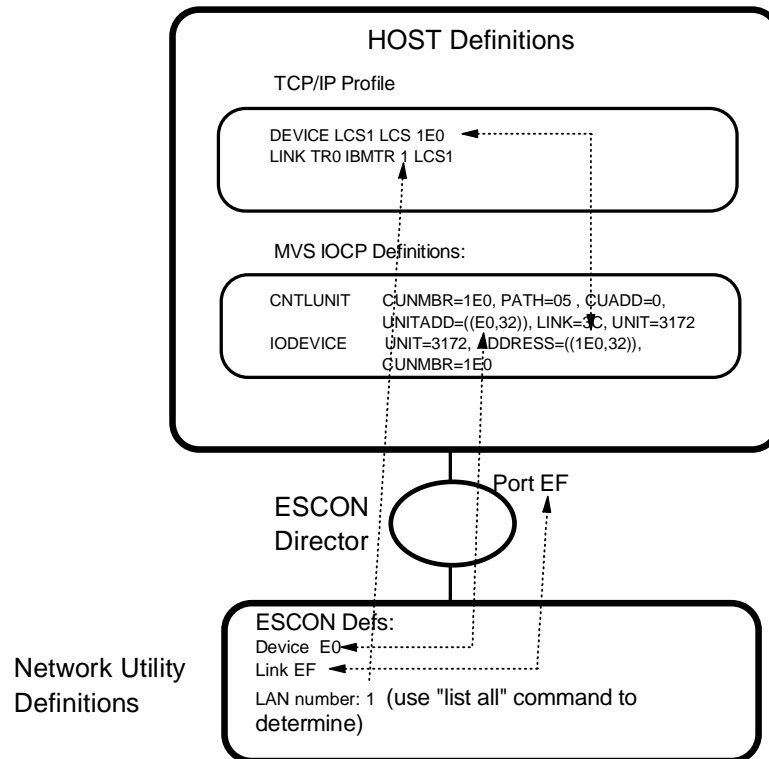 HOST Definitions
TCP/IP Profile
DEVICE LCS1 LCS 1E0
LINK TR0 IBMTR 1 LCS1
MVS IOCP Definitions:
CNTLUNIT CUNMBR=1E0, PATH=05 , CUADD=0,
UNITADD=((E0,32)), LINK=3C, UNIT=3172
IODEVICE UNIT=3172, ADDRESS=((1E0,32)),
CUNMBR=1E0
Port EF
ESCON
Director
ESCON Defs:
Device E0
Link EF
LAN number: 1 (use "list all" command to
determine)
Network Utility
Definitions